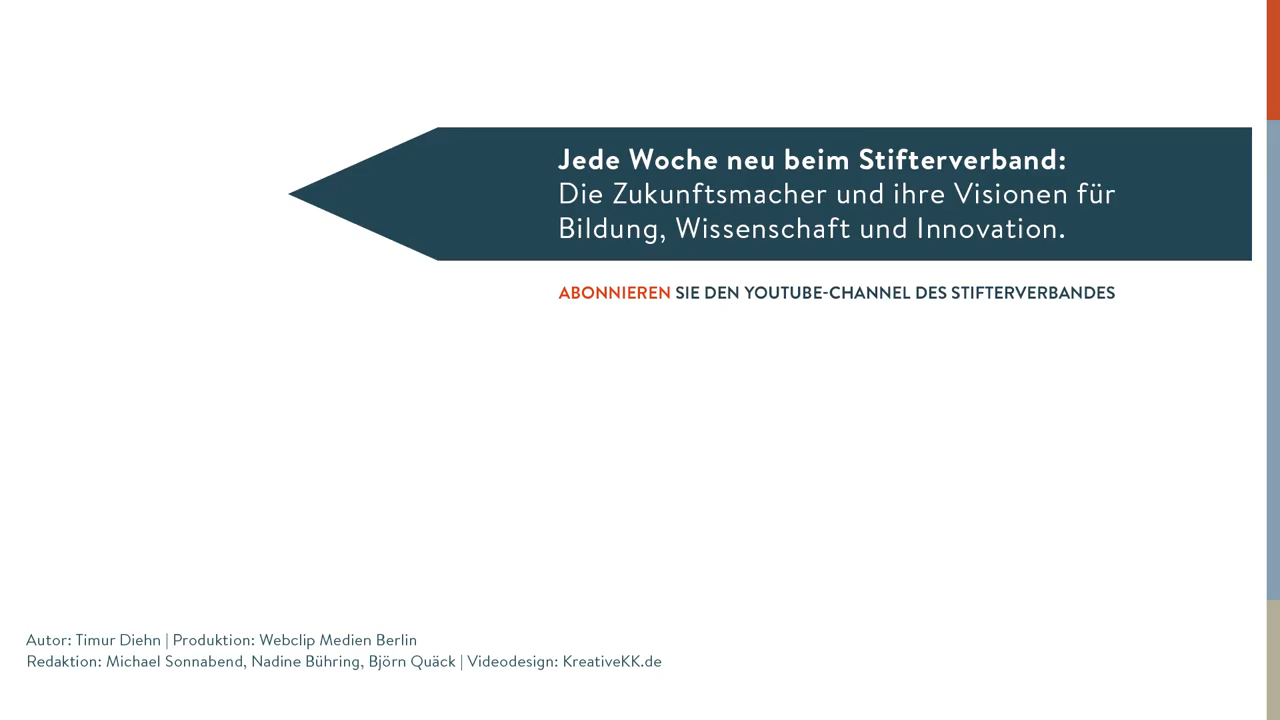 Jede Woche neu beim Stifterverband:
Die Zukunftsmacher und ihre Visionen für
Bildung, Wissenschaft und Innovation.
ABONNIEREN SIE DEN YOUTUBE-CHANNEL DES STIFTERVERBANDES
Autor: Timur Diehn | Produktion: Webclip Medien Berlin
Redaktion: Michael Sonnabend, Nadine Bühring, Björn Quäck | Videodesign: KreativeKK.de